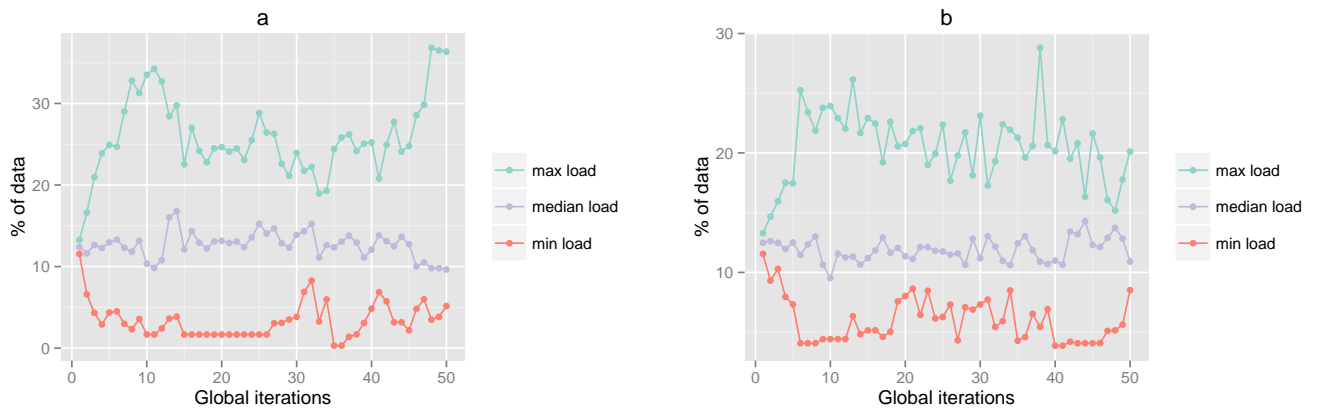 a
% of data
30
20
10
0
0 10 20 30 40 50
Global iterations
max load
median load
min load
b
% of data
30
20
10
0 10 20 30 40 50
Global iterations
max load
median load
min load